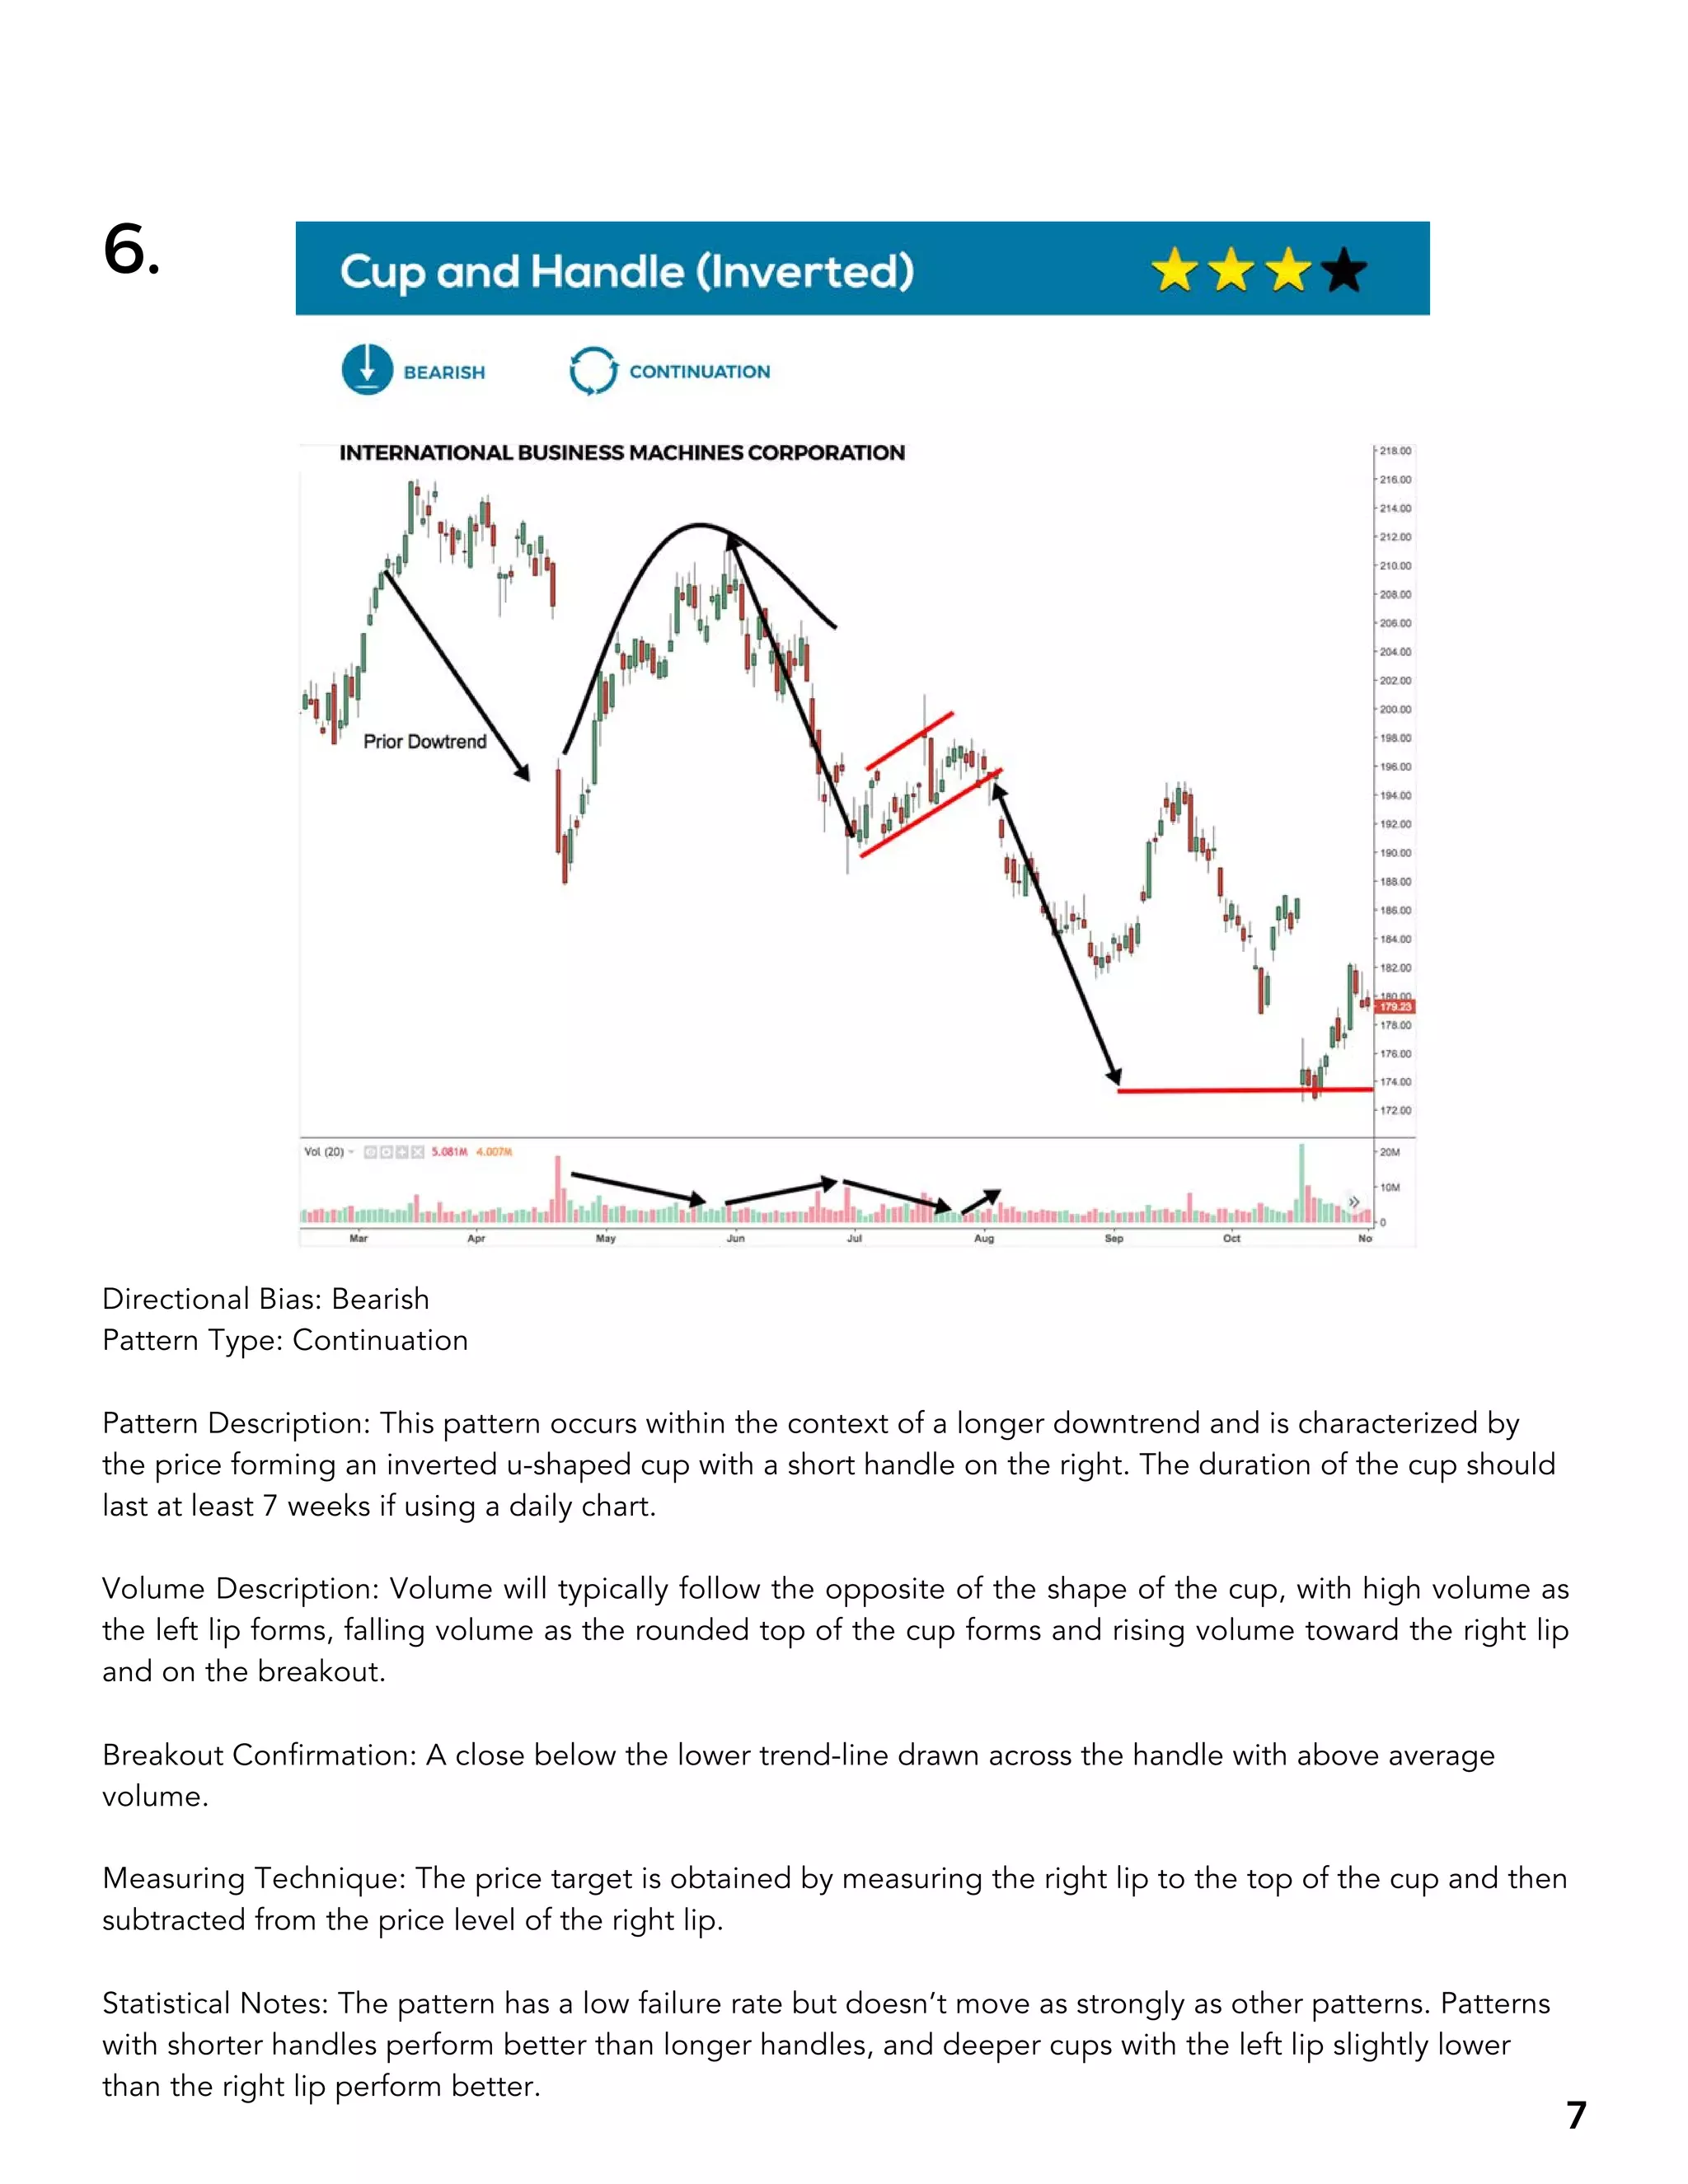 6.
Cup and Handle (Inverted)
BEARISH
CONTINUATION
INTERNATIONAL BUSINESS MACHINES CORPORATION
218.00
216.00
214.00
212.00
210.00
208.00
206.00
204.00
202.00
200.00
198.00
196.00
194.00
192.00
190.00
188.00
186.00
184.00
182.00
180.00
179.23
178.00
176.00
174.00
172.00
Prior Dowtrend
Vol (20)
5.081M 4.007M
20M
10M
0
Mar Apr May Jun Jul Aug Sep Oct No
Directional Bias: Bearish
Pattern Type: Continuation
Pattern Description: This pattern occurs within the context of a longer downtrend and is characterized by
the price forming an inverted u-shaped cup with a short handle on the right. The duration of the cup should
last at least 7 weeks if using a daily chart.
Volume Description: Volume will typically follow the opposite of the shape of the cup, with high volume as
the left lip forms, falling volume as the rounded top of the cup forms and rising volume toward the right lip
and on the breakout.
Breakout Confirmation: A close below the lower trend-line drawn across the handle with above average
volume.
Measuring Technique: The price target is obtained by measuring the right lip to the top of the cup and then
subtracted from the price level of the right lip.
Statistical Notes: The pattern has a low failure rate but doesn’t move as strongly as other patterns. Patterns
with shorter handles perform better than longer handles, and deeper cups with the left lip slightly lower
than the right lip perform better.
7